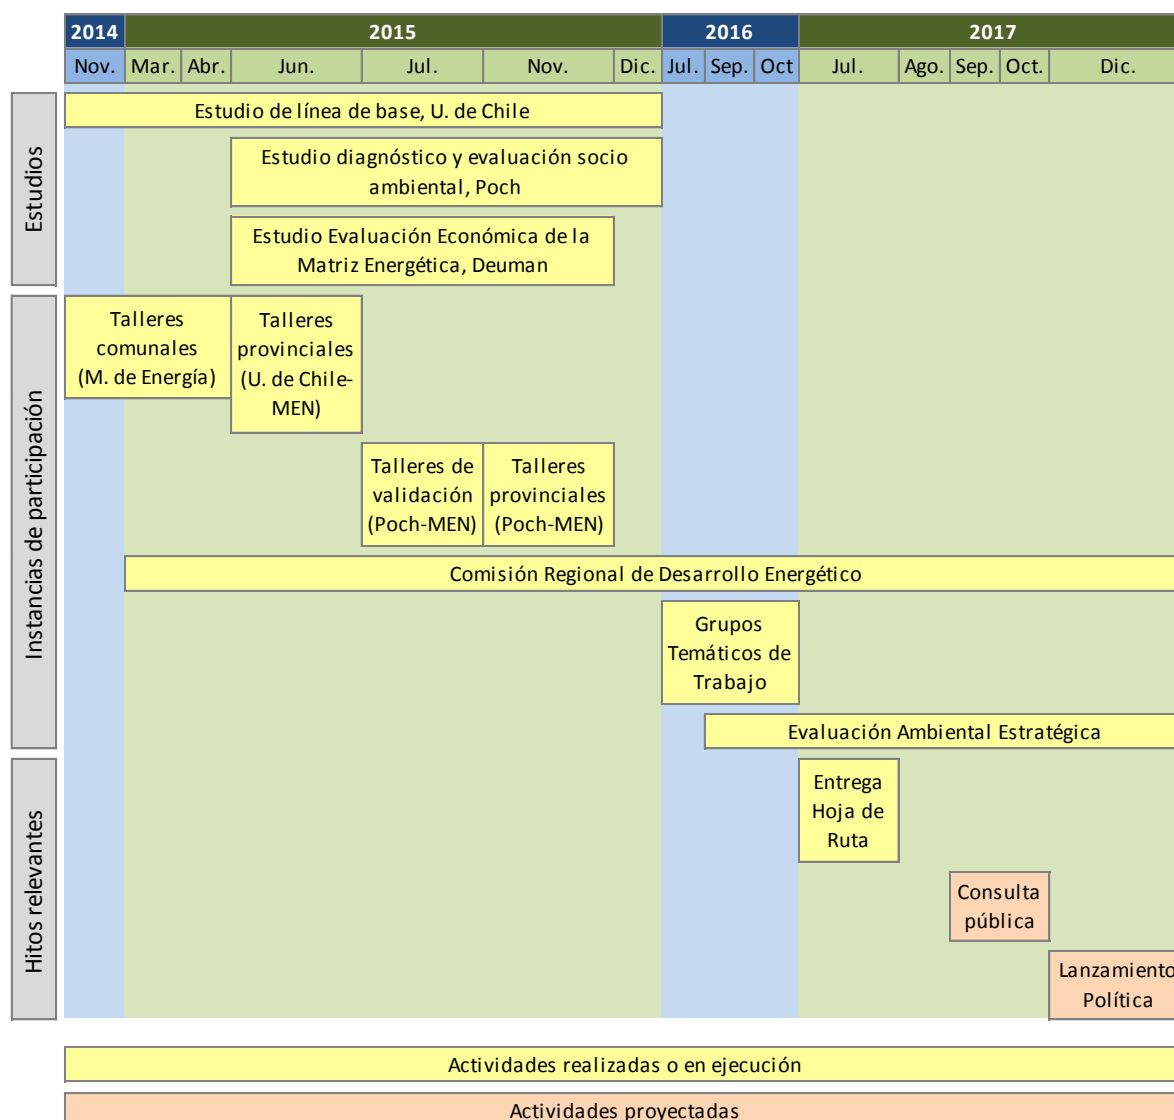 2014 2015 2016 2017
Nov. Mar. Abr. Jun. Jul. Nov. Dic. Jul. Sep. Oct Jul. Ago. Sep. Oct. Dic.
Estudios
Estudio de línea de base, U. de Chile
Estudio diagnóstico y evaluación socio
ambiental, Poch
Estudio Evaluación Económica de la
Matriz Energética, Deuman
Instancias de participación
Talleres
comunales
(M. de Energía)
Talleres
provinciales
(U. de Chile-
MEN)
Talleres de
validación
(Poch-MEN)
Talleres
provinciales
(Poch-MEN)
Comisión Regional de Desarrollo Energético
Grupos
Temáticos de
Trabajo
Evaluación Ambiental Estratégica
Hitos relevantes
Entrega
Hoja de
Ruta
Consulta
pública
Lanzamiento
Política
Actividades realizadas o en ejecución
Actividades proyectadas